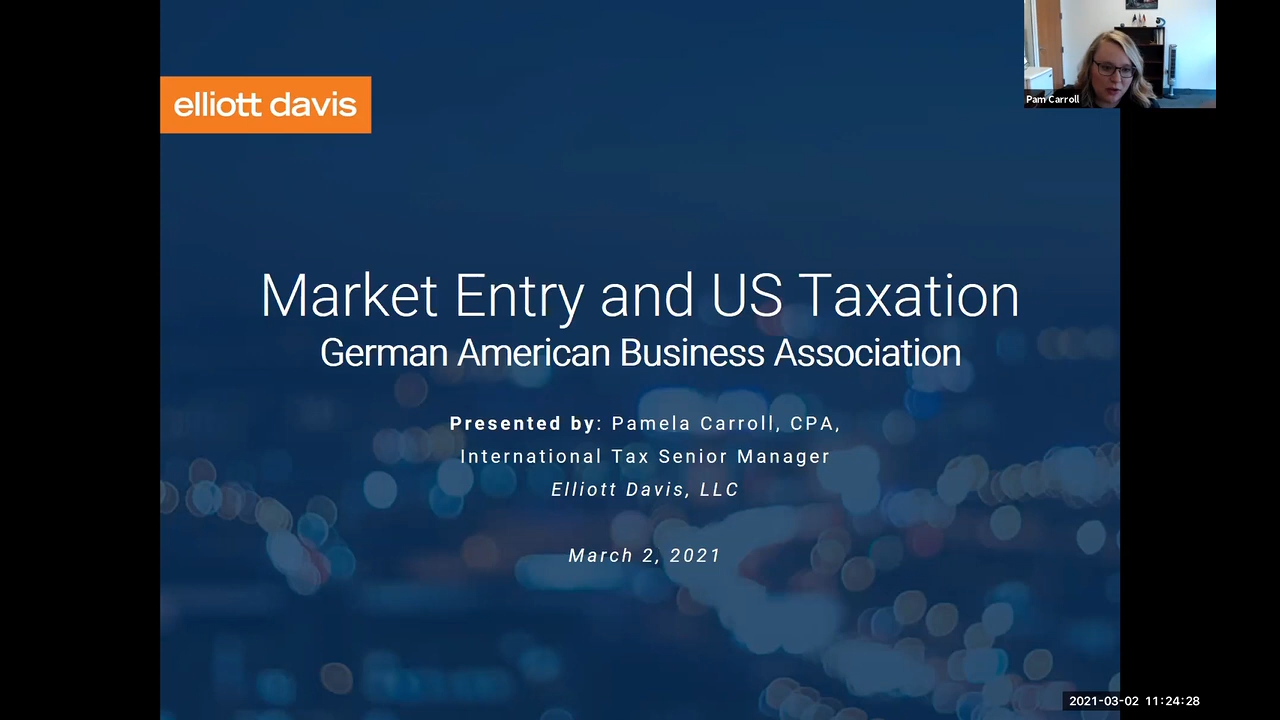 elliott davis
Pam Carroll
Market Entry and US Taxation
German American Business Association
Presented by: Pamela Carroll, CPA,
International Tax Senior Manager
Elliott Davis, LLC
March 2, 2021
2021-03-02 11:24:28